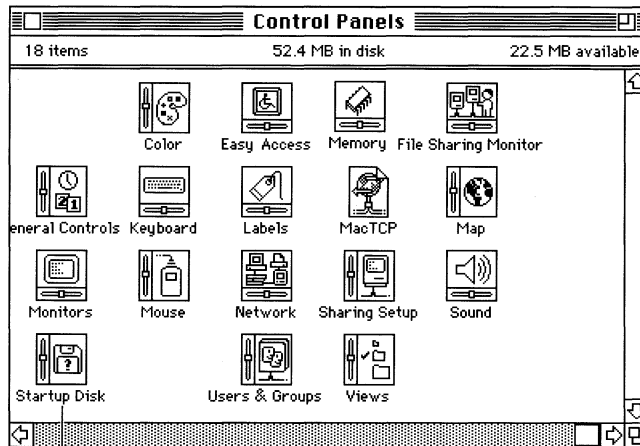 Control Panels
18 items 52.4 MB in disk 22.5 MB available
Color Easy Access Memory File Sharing Monitor
eneral Controls Keyboard Labels MacTCP Map
21
Monitors Mouse Network Sharing Setup Sound
?
Startup Disk Users & Groups Views